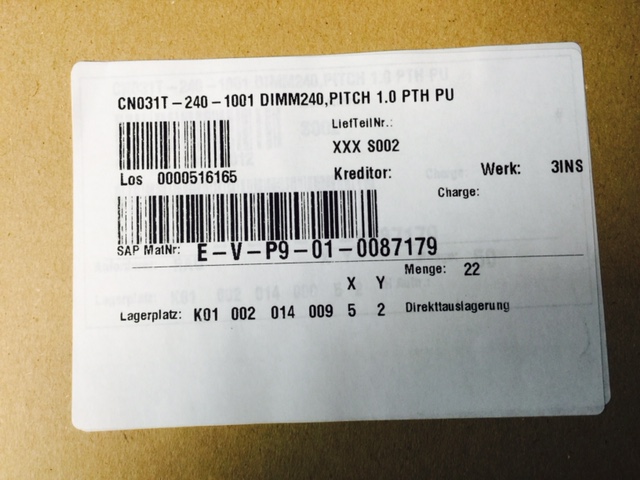 CN031T-240-1001 DIMM240,PITCH 1.0 PTH PU
LiefTeilNr.:
XXX S002
Los 0000516165
Kreditor:
Werk: 3INS
Charge:
SAP MatNr: E-V-P9-01-0087179
Menge: 22
X Y
Lagerplatz: K01 002 014 009 5 2 Direkttauslagerung